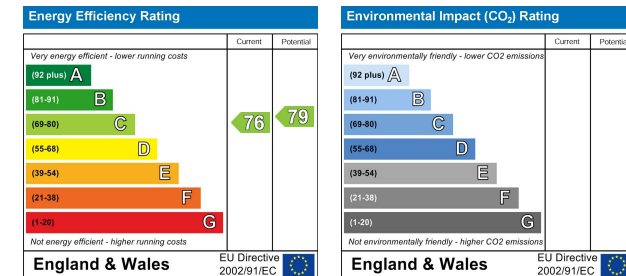 Energy Efficiency Rating
Current Potential
Very energy efficient - lower running costs
(92 plus) A
(81-91) B
(69-80) C
76 79
(55-68) D
(39-54) E
(21-38) F
(1-20) G
Not energy efficient - higher running costs
England & Wales
EU Directive
2002/91/EC
Environmental Impact (CO₂) Rating
Current Potential
Very environmentally friendly - lower CO2 emissions
(92 plus) A
(81-91) B
(69-80) C
(55-68) D
(39-54) E
(21-38) F
(1-20) G
Not environmentally friendly - higher CO2 emissions
England & Wales
EU Directive
2002/91/EC